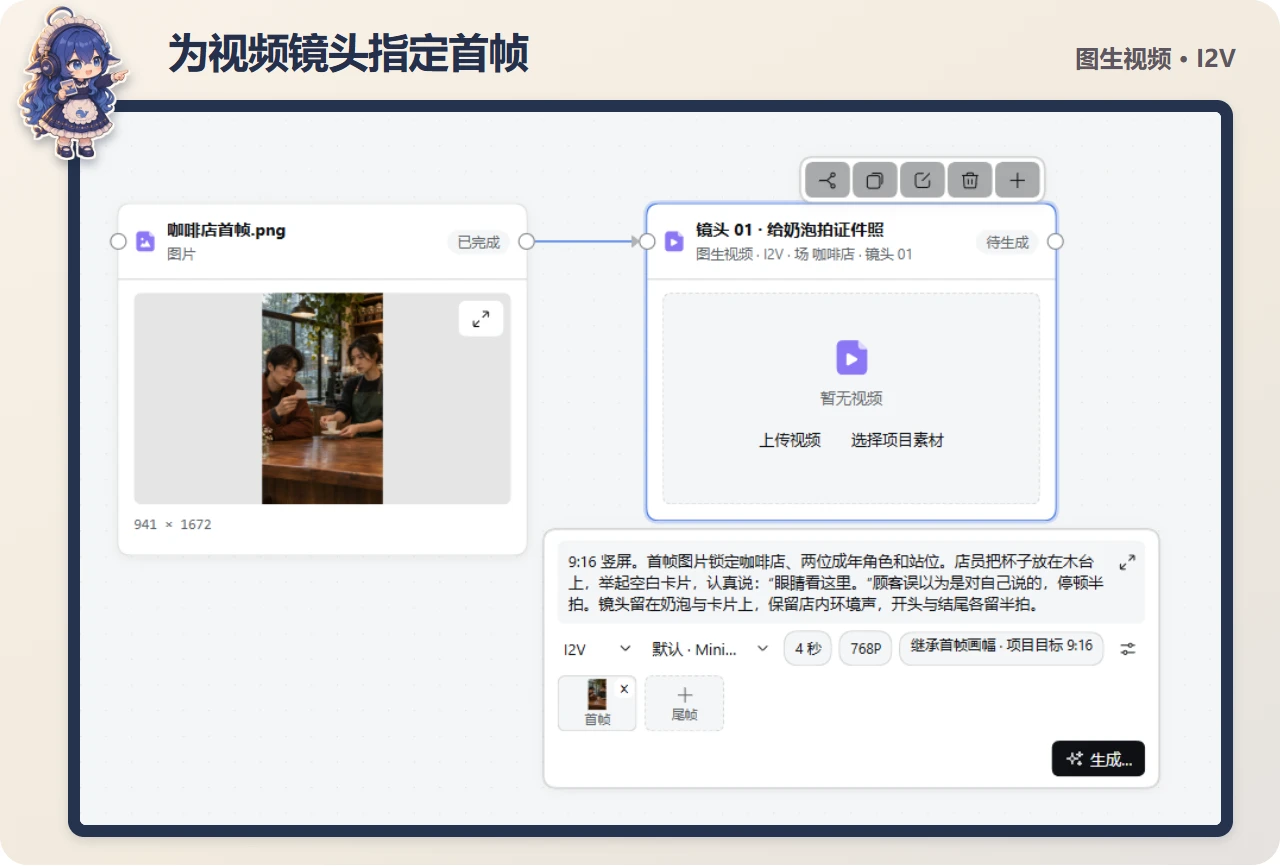 为视频镜头指定首帧
图生视频 • I2V
咖啡店首帧.png
图片
已完成
941 × 1672
镜头 01 · 给奶泡拍证件照
图生视频 · I2V · 场 咖啡店 · 镜头 01
待生成
暂无视频
上传视频 选择项目素材
9:16 竖屏。首帧图片锁定咖啡店、两位成年角色和站位。店员把杯子放在木台
上，举起空白卡片，认真说：“眼睛看这里。”顾客误以为是对自己说的，停顿半
拍。镜头留在奶泡与卡片上，保留店内环境声，开头与结尾各留半拍。
I2V 默认 · Mini... 4 秒 768P 继承首帧画幅 · 项目目标 9:16
首帧 尾帧
生成...